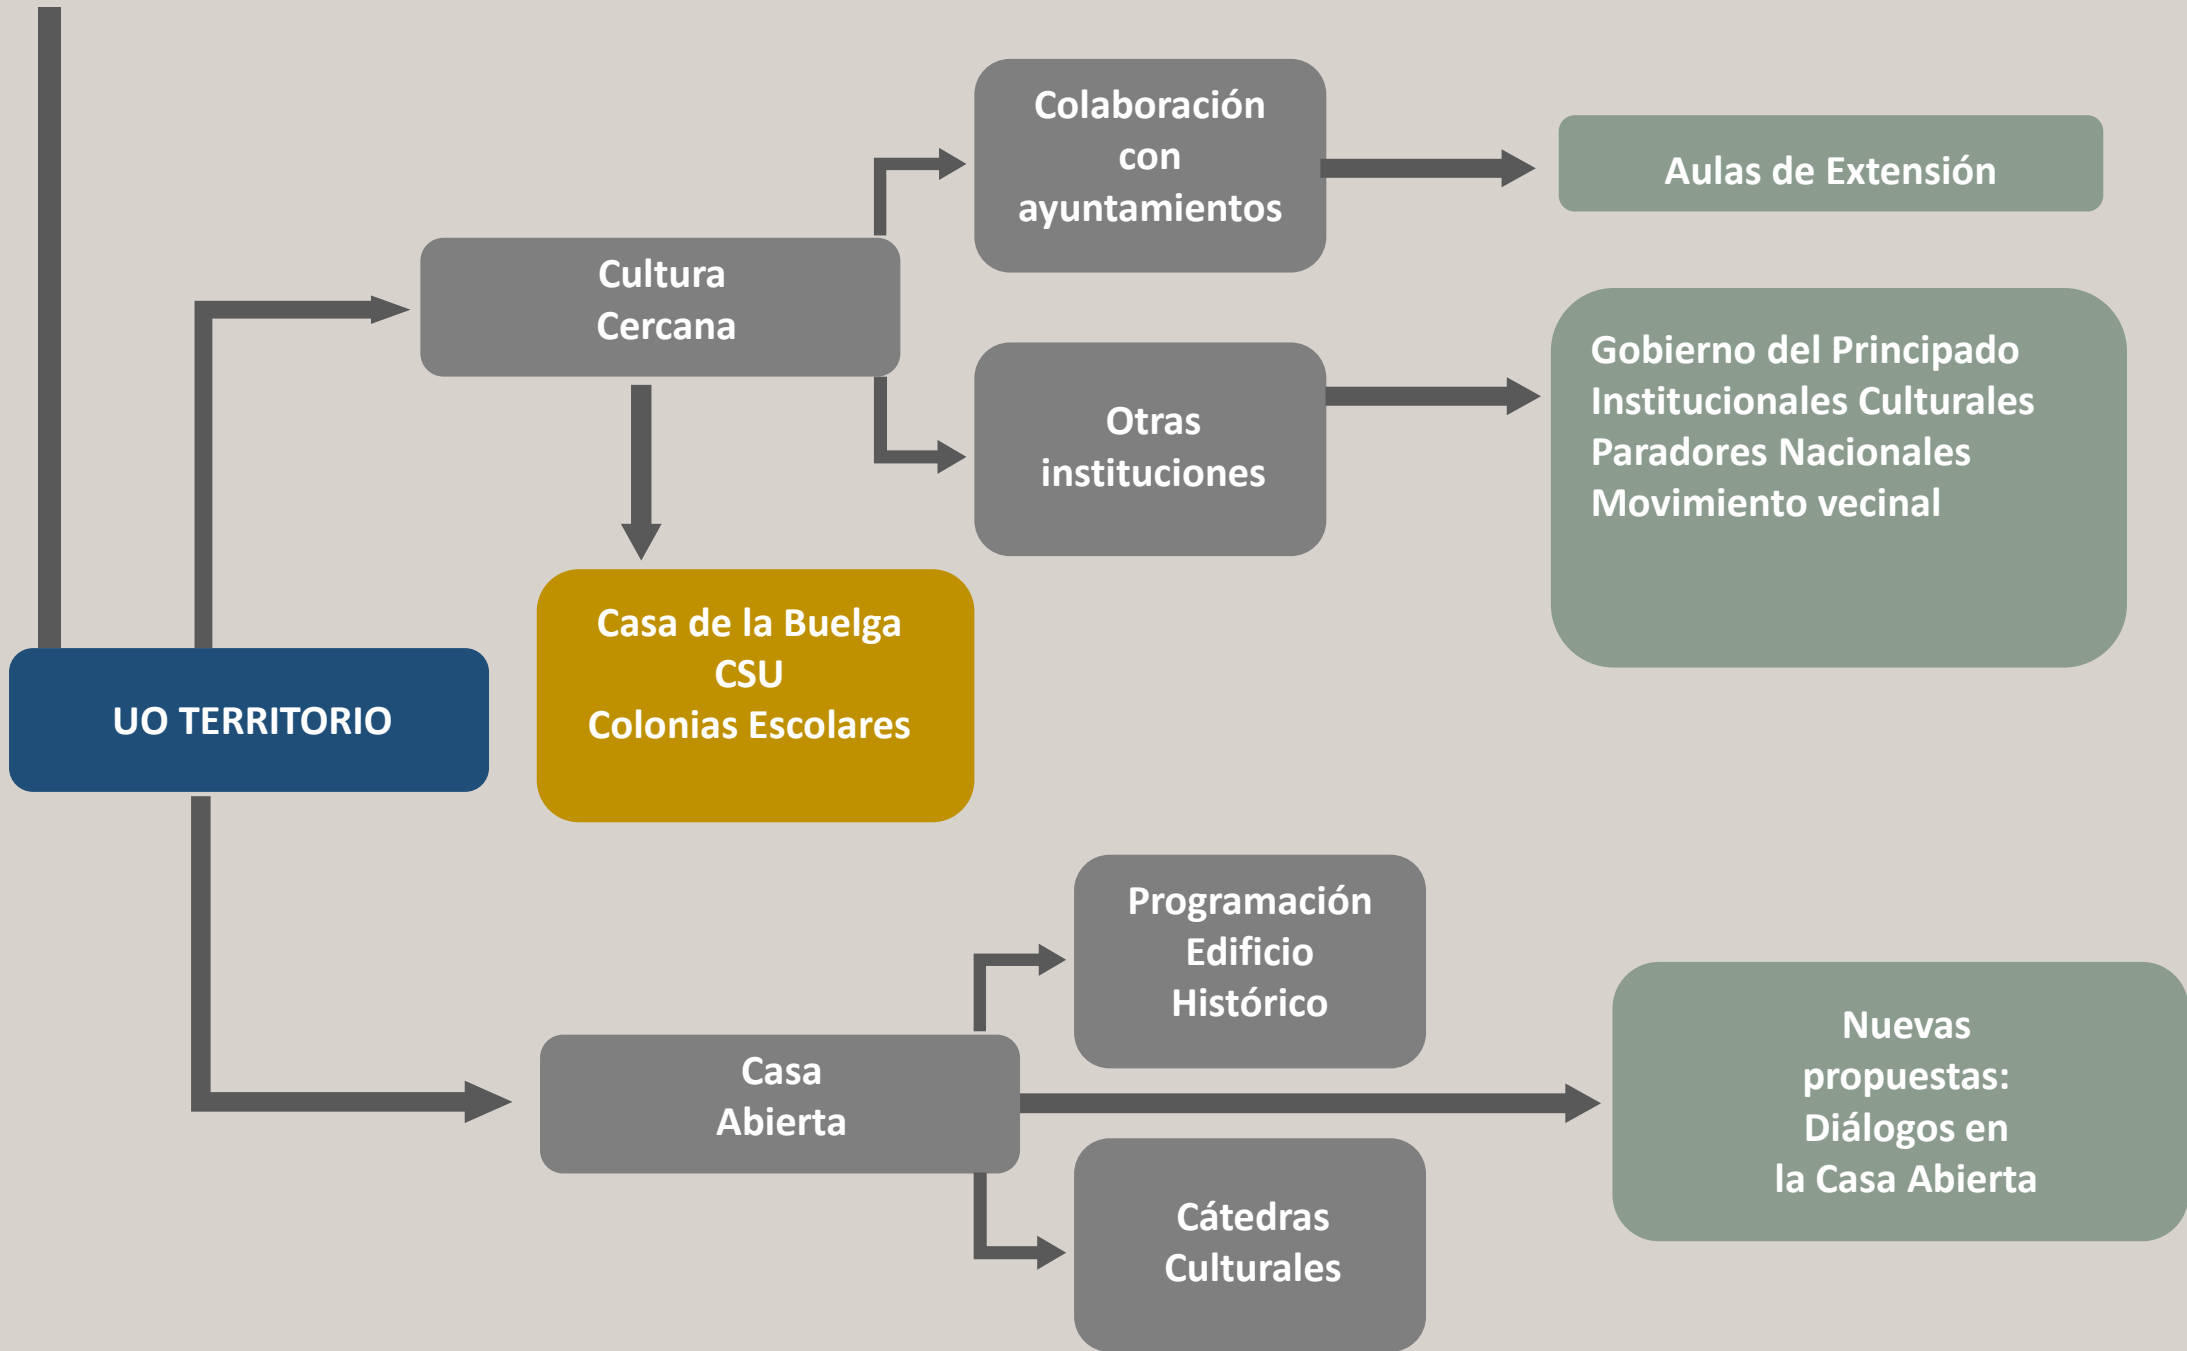 Colaboración
con
ayuntamientos
Aulas de Extensión
Cultura
Cercana
Otras
instituciones
Gobierno del Principado
Institucionales Culturales
Paradores Nacionales
Movimiento vecinal
Casa de la Buelga
CSU
Colonias Escolares
UO TERRITORIO
Programación
Edificio
Histórico
Casa
Abierta
Nuevas
propuestas:
Diálogos en
la Casa Abierta
Cátedras
Culturales